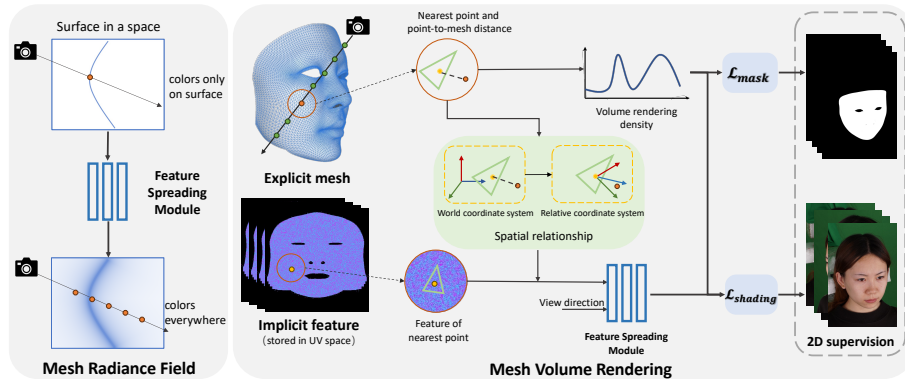 Surface in a space
colors only
on surface
Feature
Spreading
Module
colors
everywhere
Mesh Radiance Field
Nearest point and
point-to-mesh distance
Explicit mesh
Volume rendering
density
World coordinate system
Relative coordinate system
Spatial relationship
Implicit feature
(stored in UV space)
Feature of
nearest point
View direction
Feature Spreading
Module
Mesh Volume Rendering
ℒmask
ℒshading
2D supervision